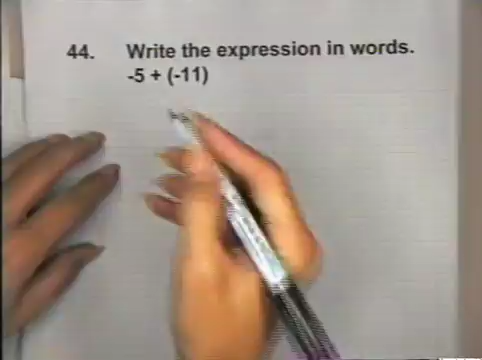 44. Write the expression in words.
-5 + (-11)